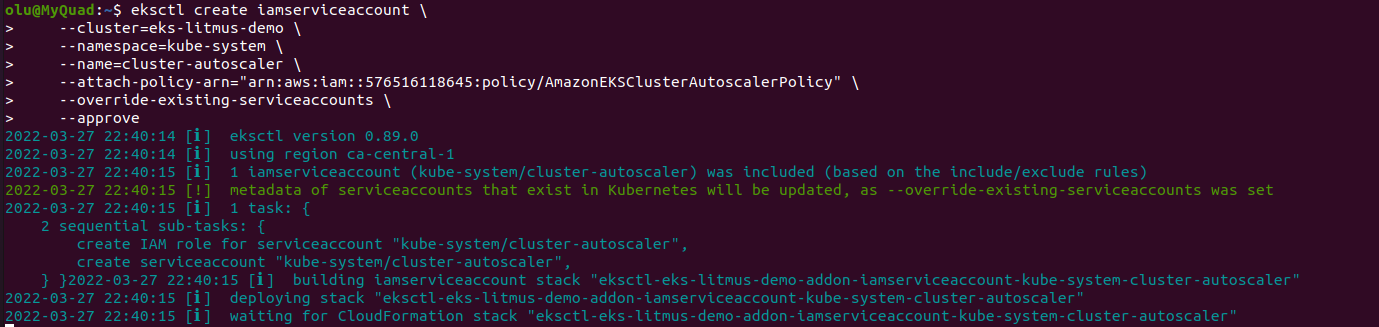 olu@MyQuad:~$ eksctl create iamserviceaccount \
>     --cluster=eks-litmus-demo \
>     --namespace=kube-system \
>     --name=cluster-autoscaler \
>     --attach-policy-arn="arn:aws:iam::576516118645:policy/AmazonEKSClusterAutoscalerPolicy" \
>     --override-existing-serviceaccounts \
>     --approve
2022-03-27 22:40:14 [ℹ]  eksctl version 0.89.0
2022-03-27 22:40:14 [ℹ]  using region ca-central-1
2022-03-27 22:40:15 [ℹ]  1 iamserviceaccount (kube-system/cluster-autoscaler) was included (based on the include/exclude rules)
2022-03-27 22:40:15 [!]  metadata of serviceaccounts that exist in Kubernetes will be updated, as --override-existing-serviceaccounts was set
2022-03-27 22:40:15 [ℹ]  1 task: {
    2 sequential sub-tasks: {
        create IAM role for serviceaccount "kube-system/cluster-autoscaler",
        create serviceaccount "kube-system/cluster-autoscaler",
    } }2022-03-27 22:40:15 [ℹ]  building iamserviceaccount stack "eksctl-eks-litmus-demo-addon-iamserviceaccount-kube-system-cluster-autoscaler"
2022-03-27 22:40:15 [ℹ]  deploying stack "eksctl-eks-litmus-demo-addon-iamserviceaccount-kube-system-cluster-autoscaler"
2022-03-27 22:40:15 [ℹ]  waiting for CloudFormation stack "eksctl-eks-litmus-demo-addon-iamserviceaccount-kube-system-cluster-autoscaler"